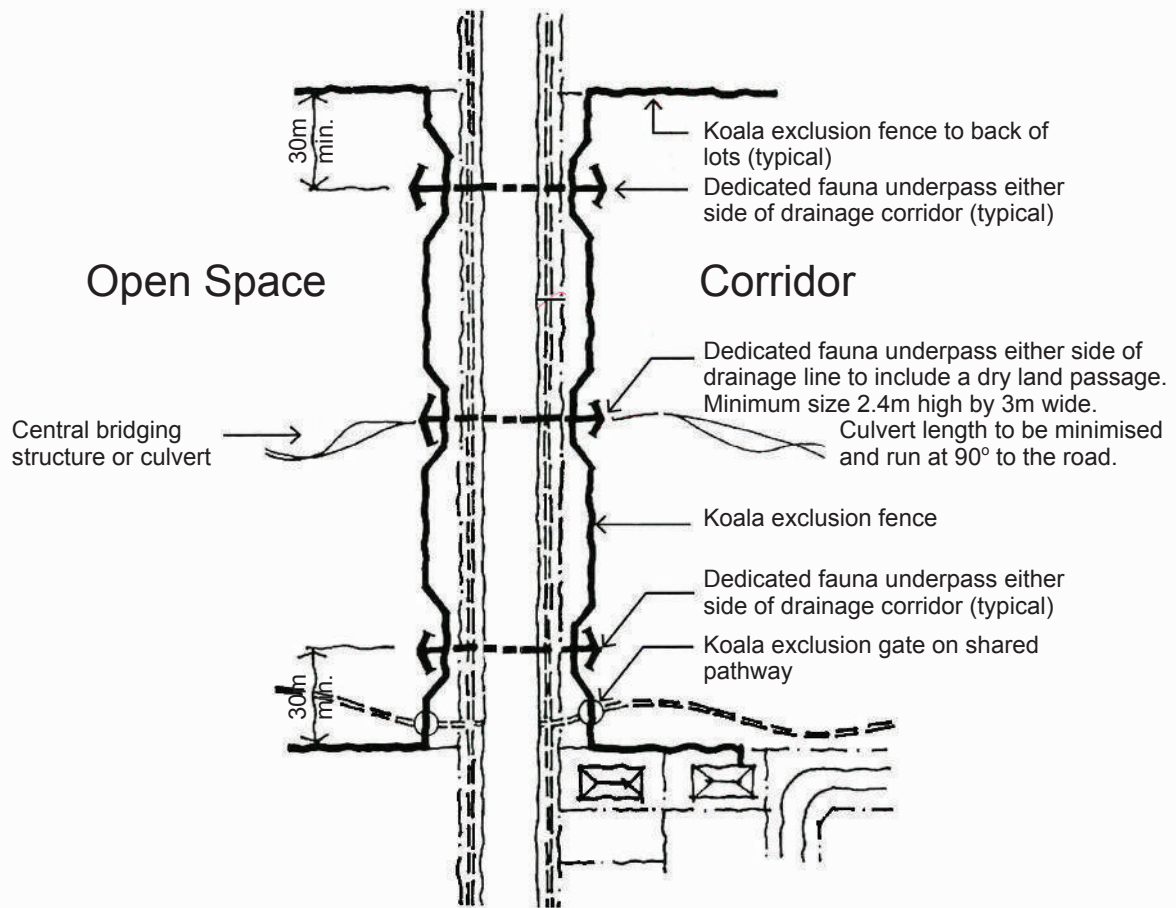 30m
min.
Koala exclusion fence to back of
lots (typical)
Dedicated fauna underpass either
side of drainage corridor (typical)
Open Space
Corridor
Dedicated fauna underpass either side of
drainage line to include a dry land passage.
Minimum size 2.4m high by 3m wide.
Culvert length to be minimised
and run at 90° to the road.
Central bridging
structure or culvert
Koala exclusion fence
Dedicated fauna underpass either
side of drainage corridor (typical)
Koala exclusion gate on shared
pathway
30m
min.